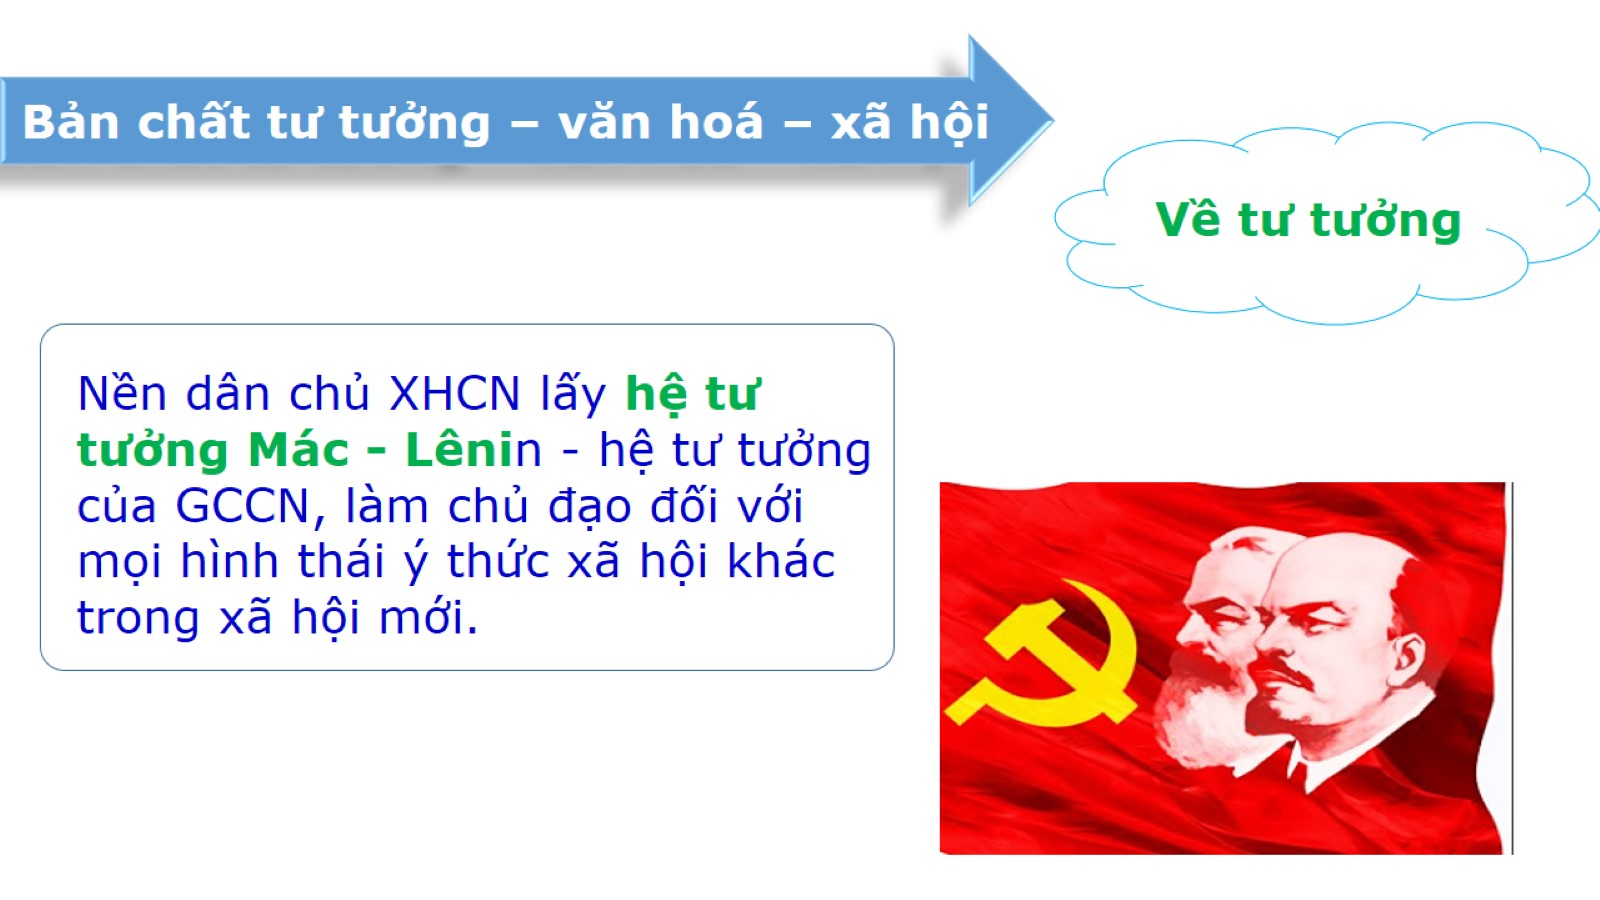 Bản chất tư tưởng – văn hoá – xã hội
Về tư tưởng
Nền dân chủ XHCN lấy hệ tư
tưởng Mác – Lênin - hệ tư tưởng
của GCCN, làm chủ đạo đối với
mọi hình thái ý thức xã hội khác
trong xã hội mới.